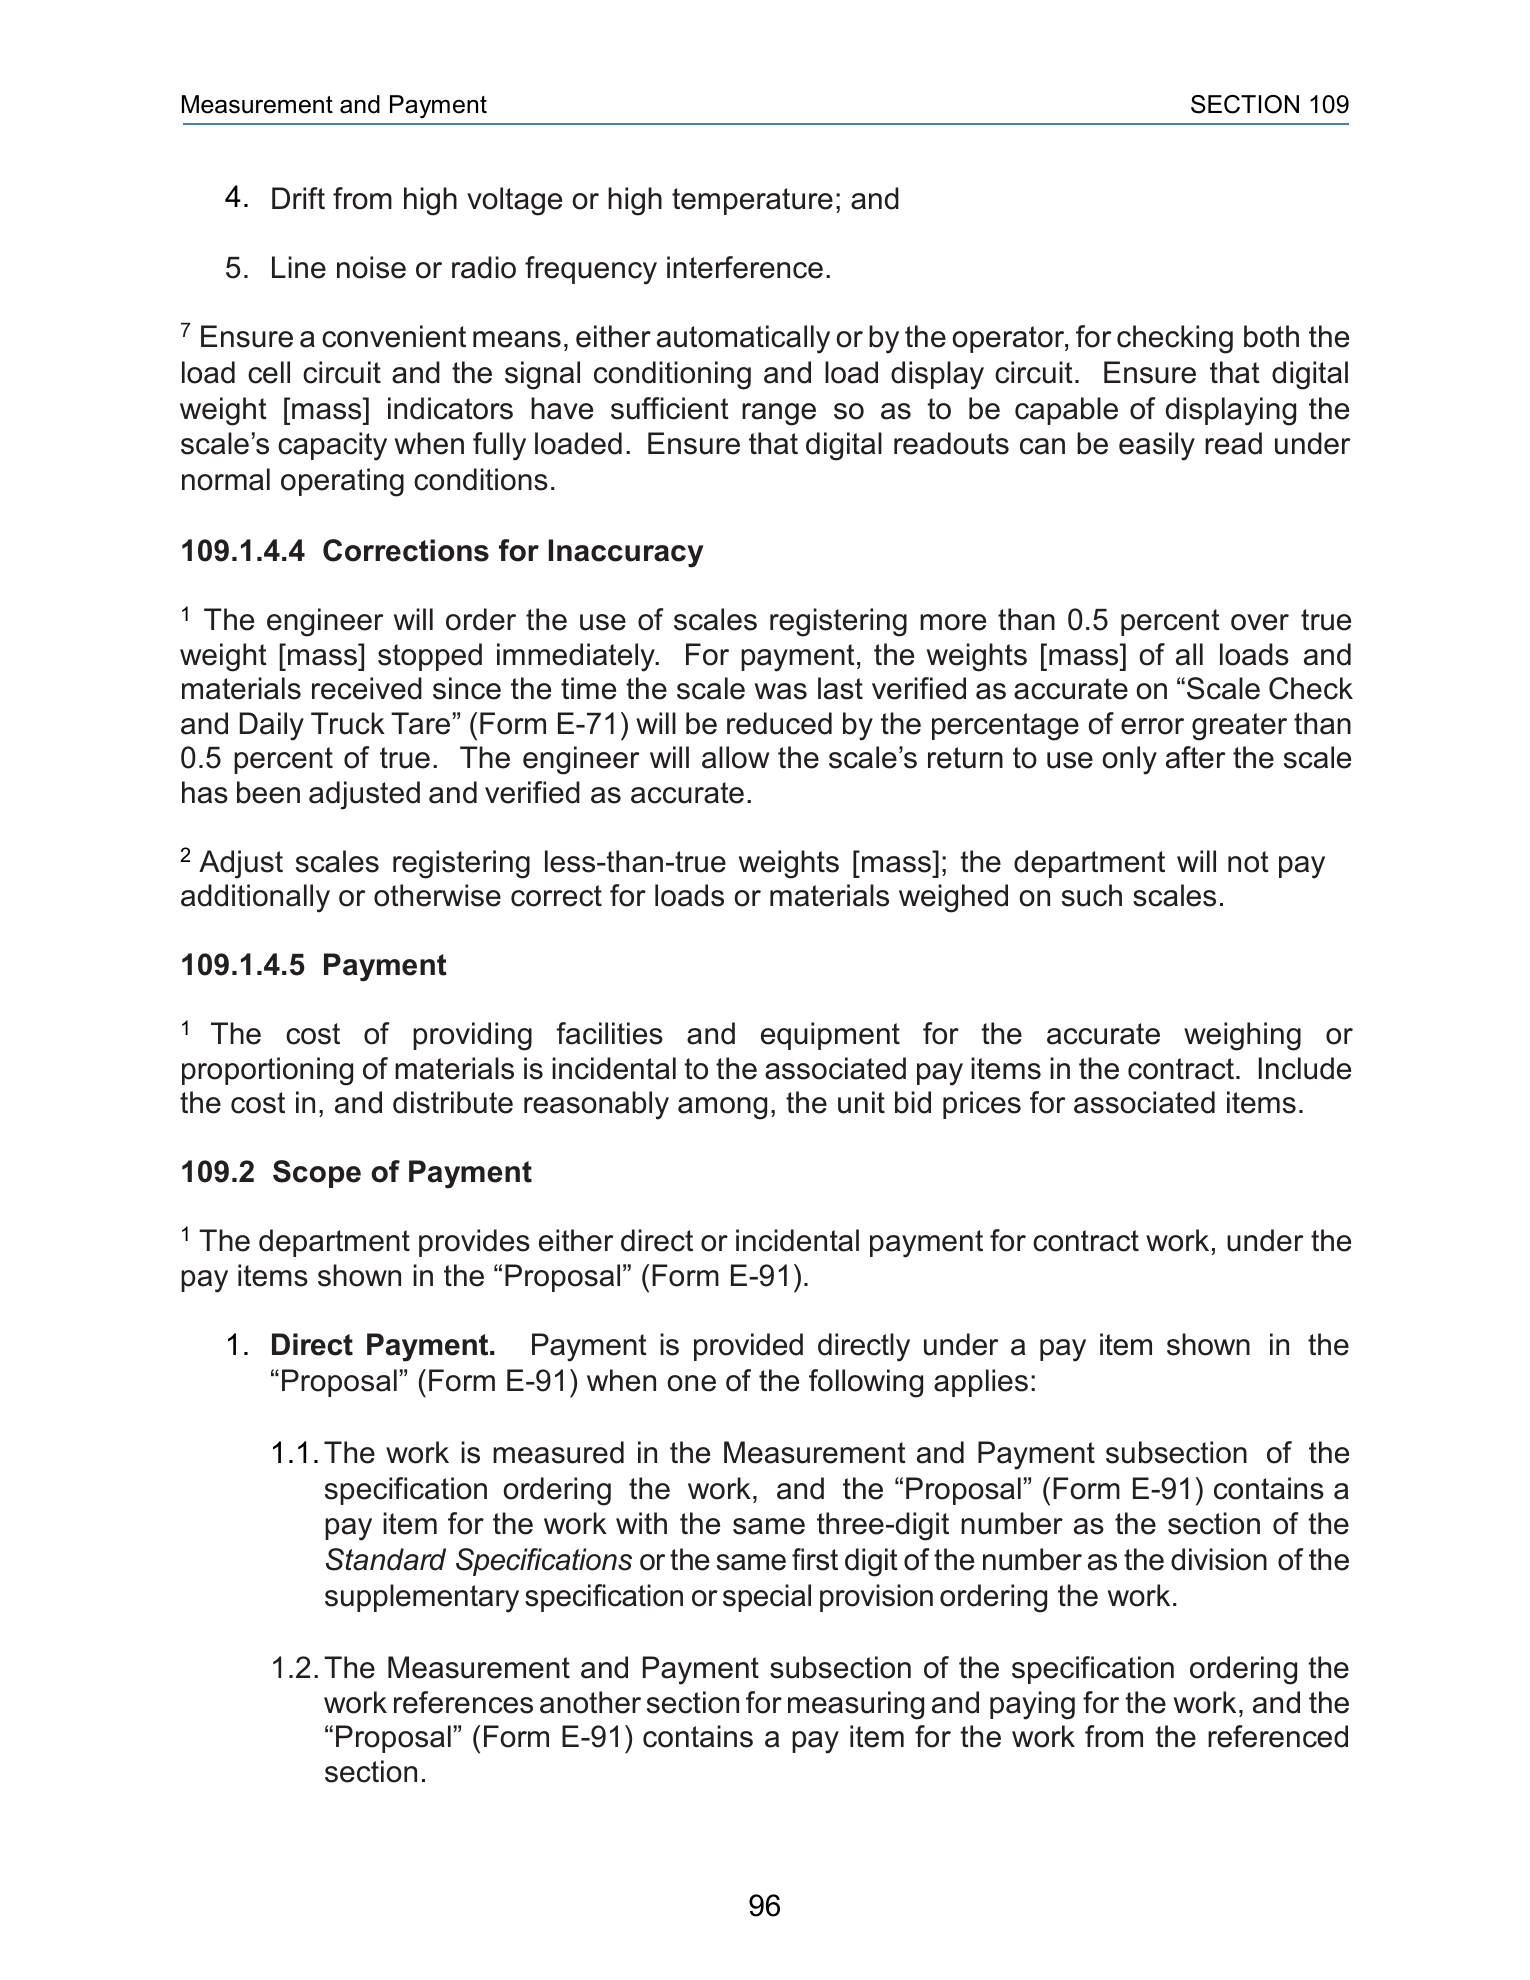 Measurement and Payment SECTION 109
4. Drift from high voltage or high temperature; and
5. Line noise or radio frequency interference.
7 Ensure a convenient means, either automatically or by the operator, for checking both the
load cell circuit and the signal conditioning and load display circuit. Ensure that digital
weight [mass] indicators have sufficient range so as to be capable of displaying the
scale’s capacity when fully loaded. Ensure that digital readouts can be easily read under
normal operating conditions.
109.1.4.4 Corrections for Inaccuracy
1 The engineer will order the use of scales registering more than 0.5 percent over true
weight [mass] stopped immediately. For payment, the weights [mass] of all loads and
materials received since the time the scale was last verified as accurate on “Scale Check
and Daily Truck Tare” (Form E-71) will be reduced by the percentage of error greater than
0.5 percent of true. The engineer will allow the scale’s return to use only after the scale
has been adjusted and verified as accurate.
2 Adjust scales registering less-than-true weights [mass]; the department will not pay
additionally or otherwise correct for loads or materials weighed on such scales.
109.1.4.5 Payment
1 The cost of providing facilities and equipment for the accurate weighing or
proportioning of materials is incidental to the associated pay items in the contract. Include
the cost in, and distribute reasonably among, the unit bid prices for associated items.
109.2 Scope of Payment
1 The department provides either direct or incidental payment for contract work, under the
pay items shown in the “Proposal” (Form E-91).
1. Direct Payment. Payment is provided directly under a pay item shown in the
“Proposal” (Form E-91) when one of the following applies:
1.1. The work is measured in the Measurement and Payment subsection of the
specification ordering the work, and the “Proposal” (Form E-91) contains a
pay item for the work with the same three-digit number as the section of the
Standard Specifications or the same first digit of the number as the division of the
supplementary specification or special provision ordering the work.
1.2. The Measurement and Payment subsection of the specification ordering the
work references another section for measuring and paying for the work, and the
“Proposal” (Form E-91) contains a pay item for the work from the referenced
section.
96